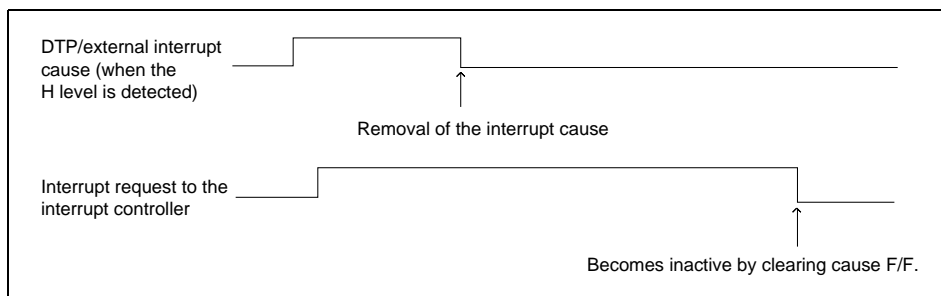 DTP/external interrupt
cause (when the
H level is detected)
Removal of the interrupt cause
Interrupt request to the
interrupt controller
Becomes inactive by clearing cause F/F.